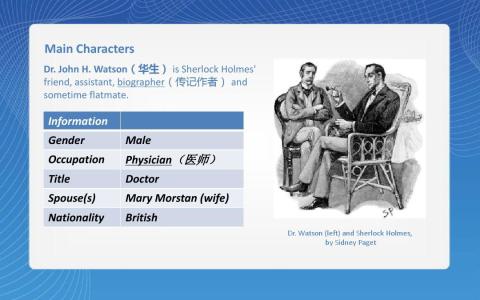 Main Characters
Dr. John H. Watson（华生）is Sherlock Holmes'
friend, assistant, biographer（传记作者） and
sometime flatmate.
Information
Gender Male
Occupation Physician（医师）
Title Doctor
Spouse(s) Mary Morstan (wife)
Nationality British
SP
Dr. Watson (left) and Sherlock Holmes,
by Sidney Paget